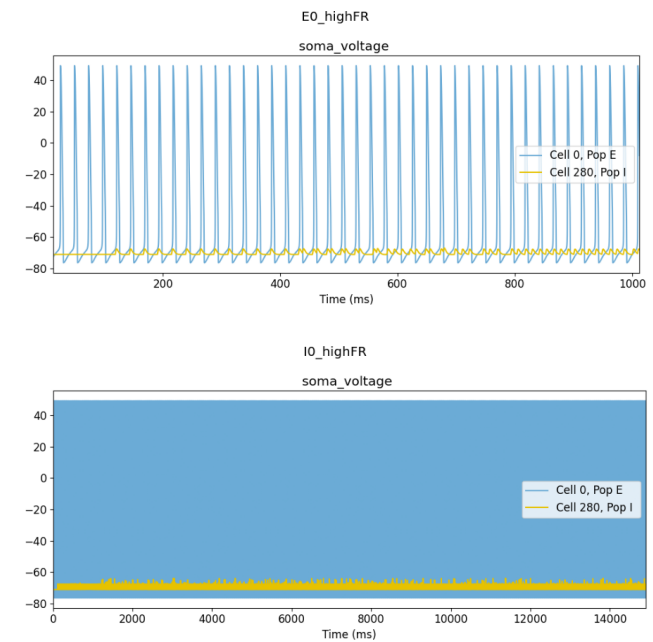 E0_highFR
soma_voltage
40
20
0
−20
−40
−60
−80
Cell 0, Pop E
Cell 280, Pop I
200 400 600 800 1000
Time (ms)
I0_highFR
soma_voltage
40
20
0
−20
−40
−60
−80
Cell 0, Pop E
Cell 280, Pop I
0 2000 4000 6000 8000 10000 12000 14000
Time (ms)